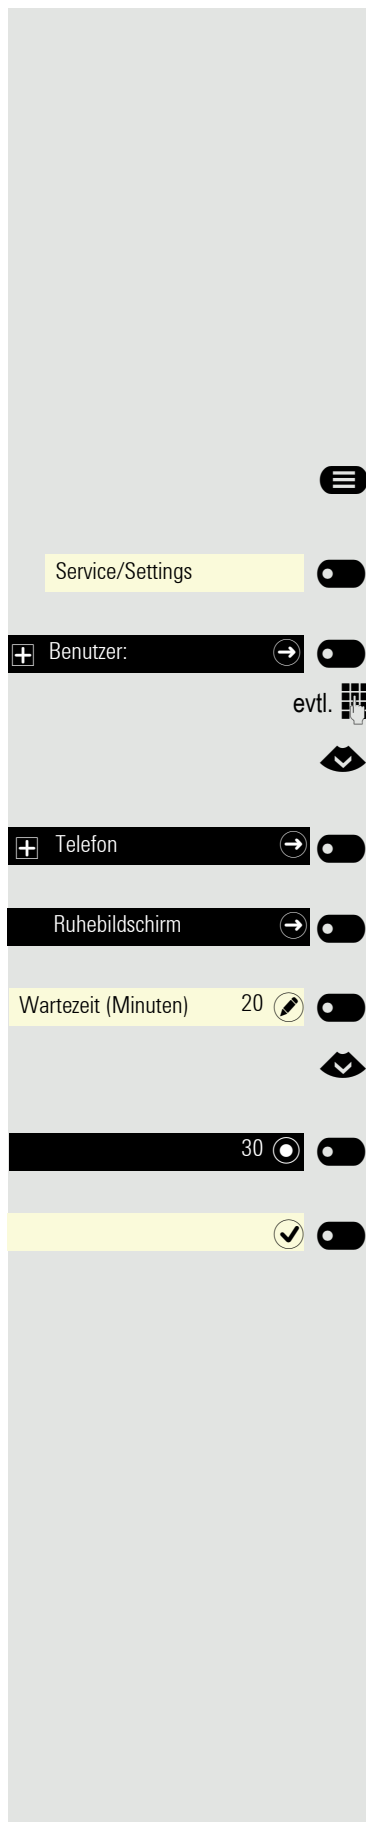 Service/Settings
Benutzer:
evtl.
Telefon
Ruhebildschirm
Wartezeit (Minuten) 20
30